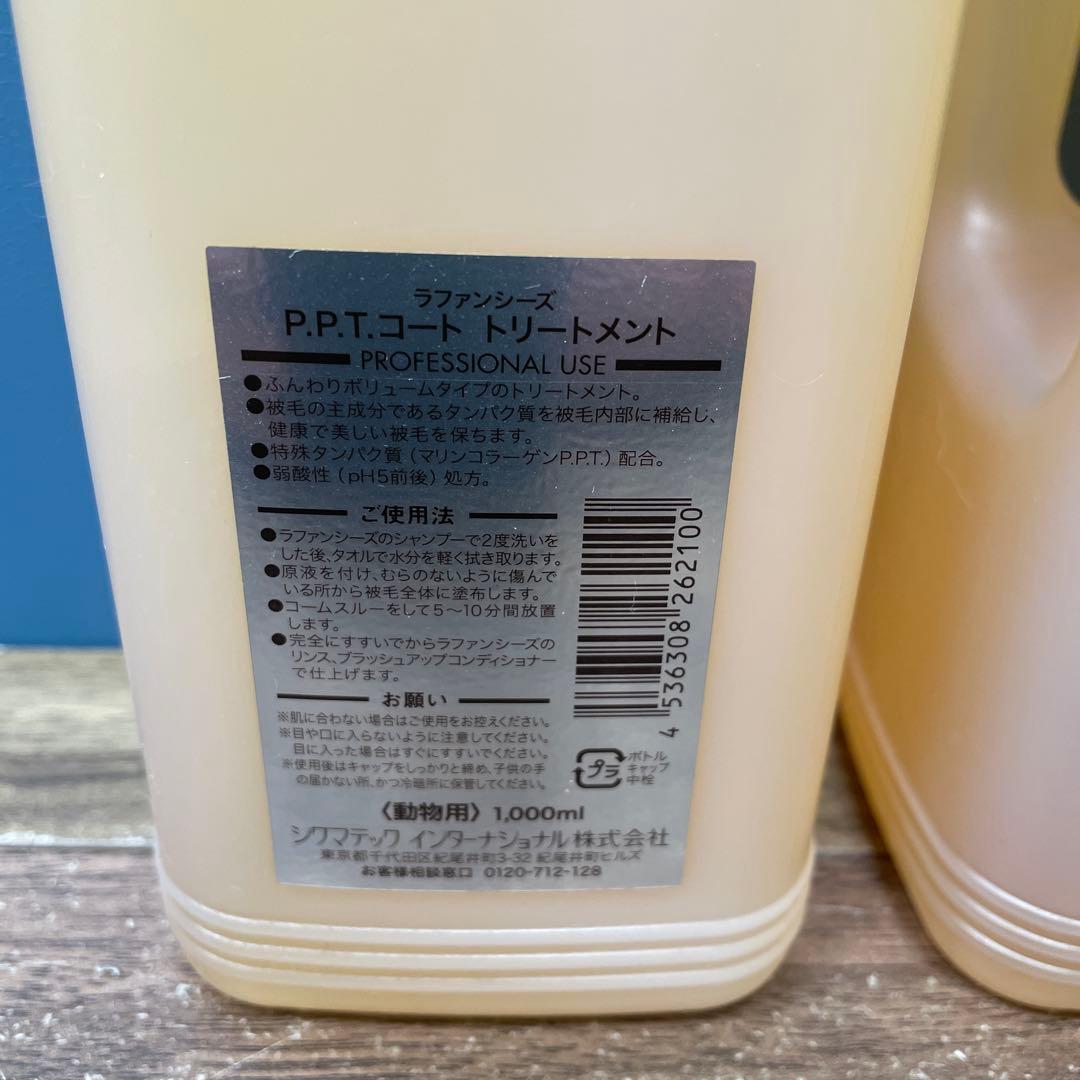 ラファンシーズ
P.P.T.コート トリートメント
PROFESSIONAL USE
●ふんわりボリュームタイプのトリートメント。
●被毛の主成分であるタンパク質を被毛内部に補給し、
健康で美しい被毛を保ちます。
●特殊タンパク質（マリンコラーゲンP.P.T.）配合。
●弱酸性（pH5前後）処方。
ご使用法
●ラファンシーズのシャンプーで2度洗いを
した後、タオルで水分を軽く拭き取ります。
●原液を付け、むらのないように傷んで
いる所から被毛全体に塗布します。
●コームスルーをして5〜10分間放置
します。
●完全にすすいでからラファンシーズの
リンス、ブラッシュアップコンディショナー
で仕上げます。
お願い
※肌に合わない場合はご使用をお控えください。
※目や口に入らないように注意してください。
目に入った場合はすぐにすすいでください。
※使用後はキャップをしっかりと締め、子供の手
の届かない所、かつ冷暗所に保管してください。
4 536308 262100
プラ
ボトル
キャップ
中栓
〈動物用〉 1,000ml
シグマテック インターナショナル株式会社
東京都千代田区紀尾井町3-32 紀尾井町ヒルズ
お客様相談窓口 0120-712-128